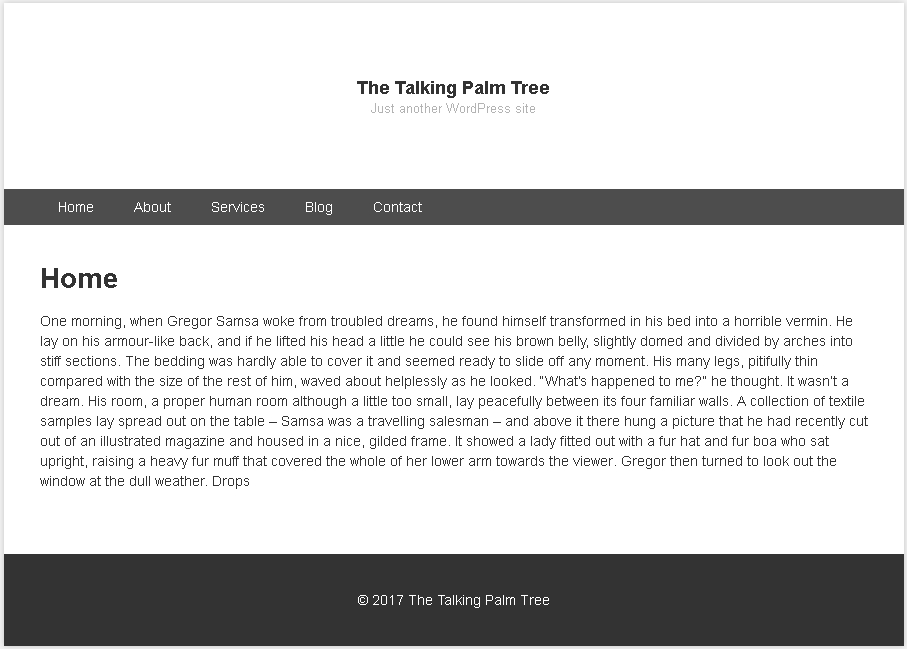 The Talking Palm Tree
Just another WordPress site
Home About Services Blog Contact
Home
One morning, when Gregor Samsa woke from troubled dreams, he found himself transformed in his bed into a horrible vermin. He
lay on his armour-like back, and if he lifted his head a little he could see his brown belly, slightly domed and divided by arches into
stiff sections. The bedding was hardly able to cover it and seemed ready to slide off any moment. His many legs, pitifully thin
compared with the size of the rest of him, waved about helplessly as he looked. “What’s happened to me?” he thought. It wasn’t a
dream. His room, a proper human room although a little too small, lay peacefully between its four familiar walls. A collection of textile
samples lay spread out on the table – Samsa was a travelling salesman – and above it there hung a picture that he had recently cut
out of an illustrated magazine and housed in a nice, gilded frame. It showed a lady fitted out with a fur hat and fur boa who sat
upright, raising a heavy fur muff that covered the whole of her lower arm towards the viewer. Gregor then turned to look out the
window at the dull weather. Drops
© 2017 The Talking Palm Tree